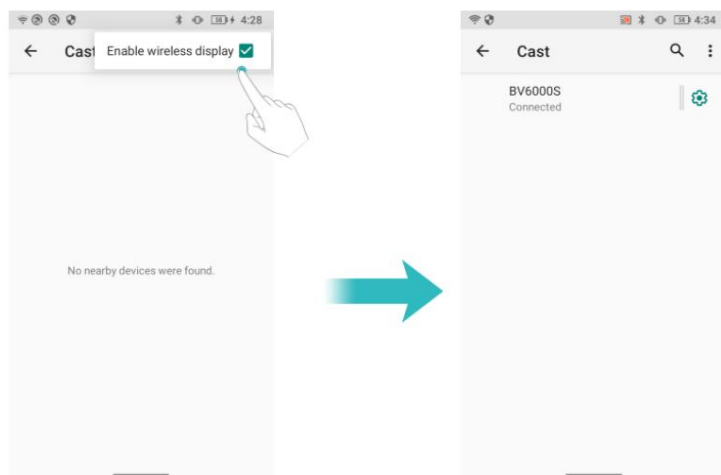 4:28
Cast
Enable wireless display
No nearby devices were found.
4:34
Cast
BV6000S
Connected